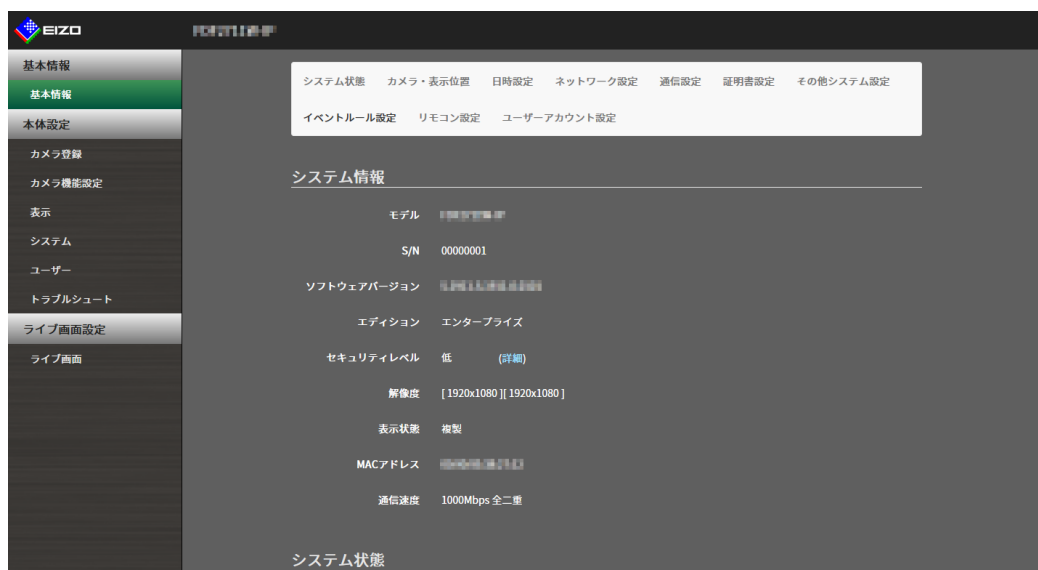 EIZO
基本情報
基本情報
本体設定
カメラ登録
カメラ機能設定
表示
システム
ユーザー
トラブルシュート
ライブ画面設定
ライブ画面
システム状態 カメラ・表示位置 日時設定 ネットワーク設定 通信設定 証明書設定 その他システム設定
イベントルール設定 リモコン設定 ユーザーアカウント設定
システム情報
モデル
S/N 00000001
ソフトウェアバージョン
エディション エンタープライズ
セキュリティレベル 低 (詳細)
解像度 [ 1920x1080 ][ 1920x1080 ]
表示状態 複製
MACアドレス
通信速度 1000Mbps 全二重
システム状態